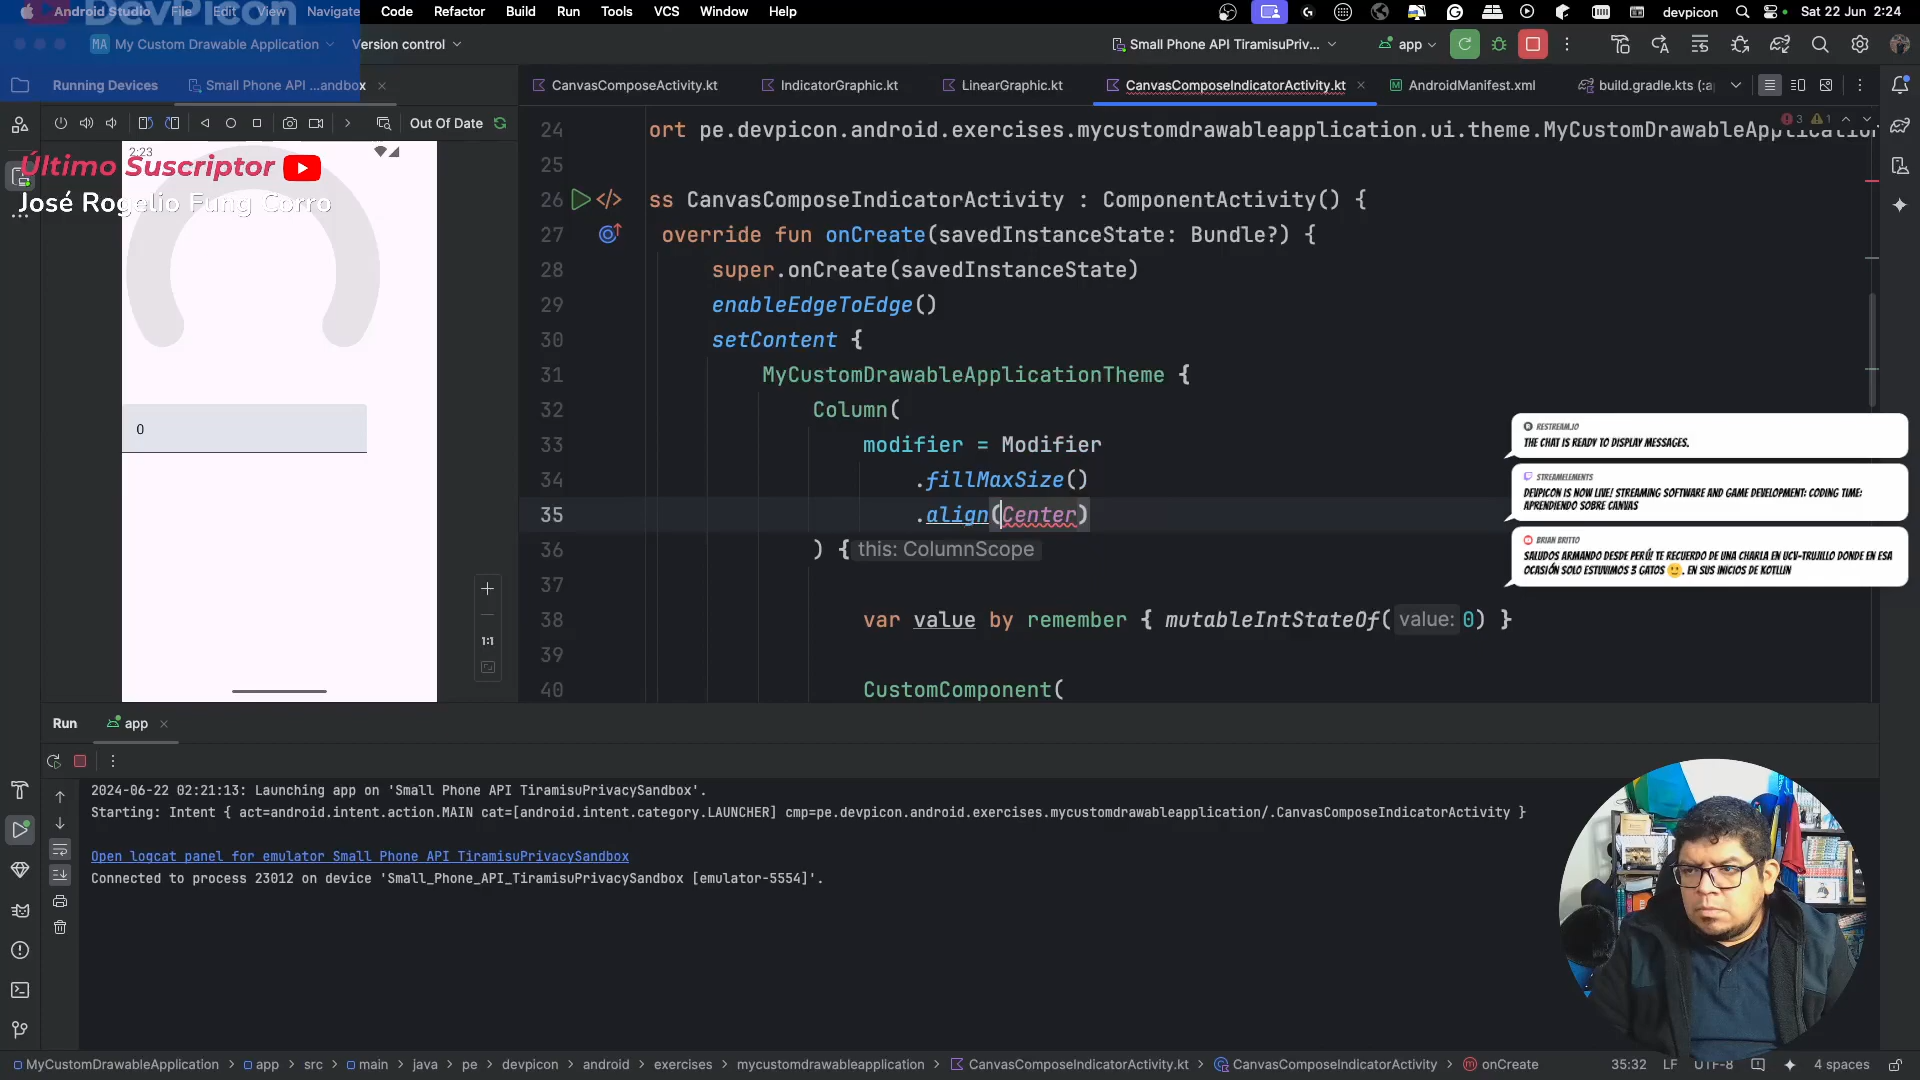 Android Studio File Edit View Navigate Code Refactor Build Run Tools VCS Window Help devpicon Sat 22 Jun 2:24
DevPicon
MA My Custom Drawable Application Version control Small Phone API TiramisuPriv... app
Running Devices Small Phone API ...andbox CanvasComposeActivity.kt IndicatorGraphic.kt LinearGraphic.kt CanvasComposeIndicatorActivity.kt AndroidManifest.xml build.gradle.kts (:a
Out Of Date
2:23
Último Suscriptor
José Rogelio Fung Corro
0
1:1
24 ort pe.devpicon.android.exercises.mycustomdrawableapplication.ui.theme.MyCustomDrawableApplication
3 1
25
26 ss CanvasComposeIndicatorActivity : ComponentActivity() {
27 override fun onCreate(savedInstanceState: Bundle?) {
28 super.onCreate(savedInstanceState)
29 enableEdgeToEdge()
30 setContent {
31 MyCustomDrawableApplicationTheme {
32 Column(
33 modifier = Modifier
34 .fillMaxSize()
35 .align(Center)
36 ) { this: ColumnScope
37
38 var value by remember { mutableIntStateOf( value: 0) }
39
40 CustomComponent(
RESTREAM.IO
THE CHAT IS READY TO DISPLAY MESSAGES.
STREAMELEMENTS
DEVPICON IS NOW LIVE! STREAMING SOFTWARE AND GAME DEVELOPMENT: CODING TIME:
APRENDIENDO SOBRE CANVAS
BRIAN BRITTO
SALUDOS ARMANDO DESDE PERÚ! TE RECUERDO DE UNA CHARLA EN UCV-TRUJILLO DONDE EN ESA
OCASIÓN SOLO ESTUVIMOS 3 GATOS 🙂. EN SUS INICIOS DE KOTLIN
Run app
2024-06-22 02:21:13: Launching app on 'Small Phone API TiramisuPrivacySandbox'.
Starting: Intent { act=android.intent.action.MAIN cat=[android.intent.category.LAUNCHER] cmp=pe.devpicon.android.exercises.mycustomdrawableapplication/.CanvasComposeIndicatorActivity }
Open logcat panel for emulator Small Phone API TiramisuPrivacySandbox
Connected to process 23012 on device 'Small_Phone_API_TiramisuPrivacySandbox [emulator-5554]'.
MyCustomDrawableApplication > app > src > main > java > pe > devpicon > android > exercises > mycustomdrawableapplication > CanvasComposeIndicatorActivity.kt > CanvasComposeIndicatorActivity > onCreate 35:32 LF UTF-8 4 spaces